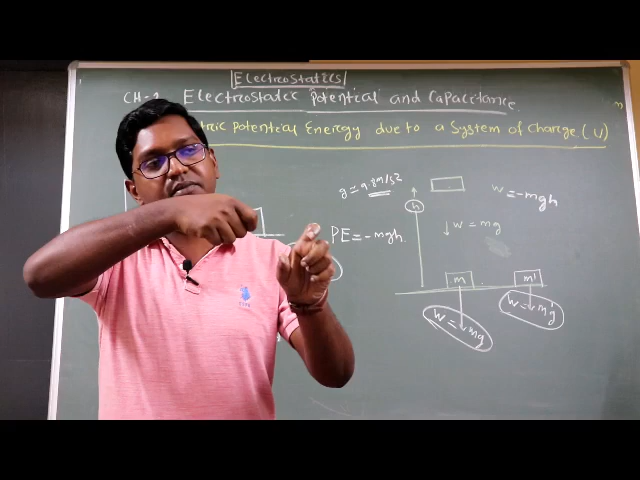 Electrostatics
CH-2 Electrostatic Potential and Capacitance
tric Potential Energy due to a System of Charge (U)
g = 9.8 m/s²
h
W = -mgh
↓ W = mg
PE = -mgh.
m
m'
W = mg
W = m'g